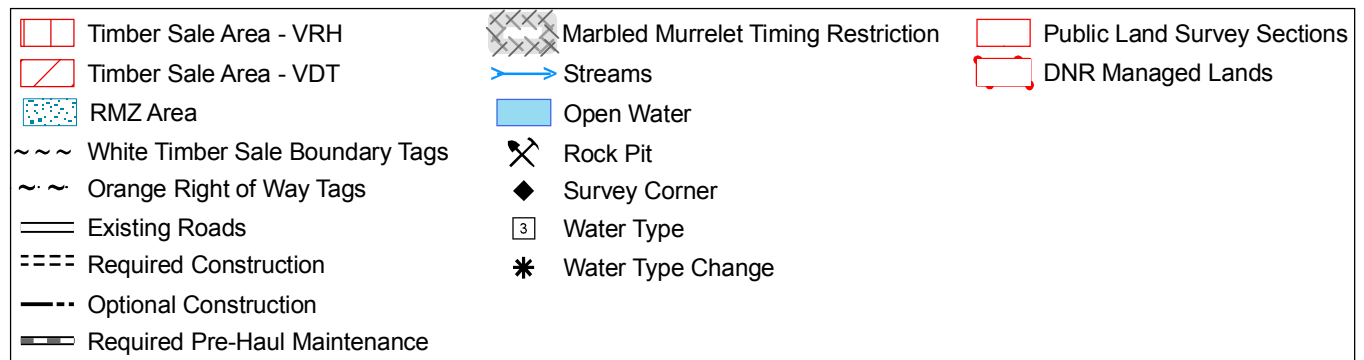 Timber Sale Area - VRH
Timber Sale Area - VDT
RMZ Area
White Timber Sale Boundary Tags
Orange Right of Way Tags
Existing Roads
Required Construction
Optional Construction
Required Pre-Haul Maintenance
Marbled Murrelet Timing Restriction
Streams
Open Water
Rock Pit
Survey Corner
3 Water Type
Water Type Change
Public Land Survey Sections
DNR Managed Lands